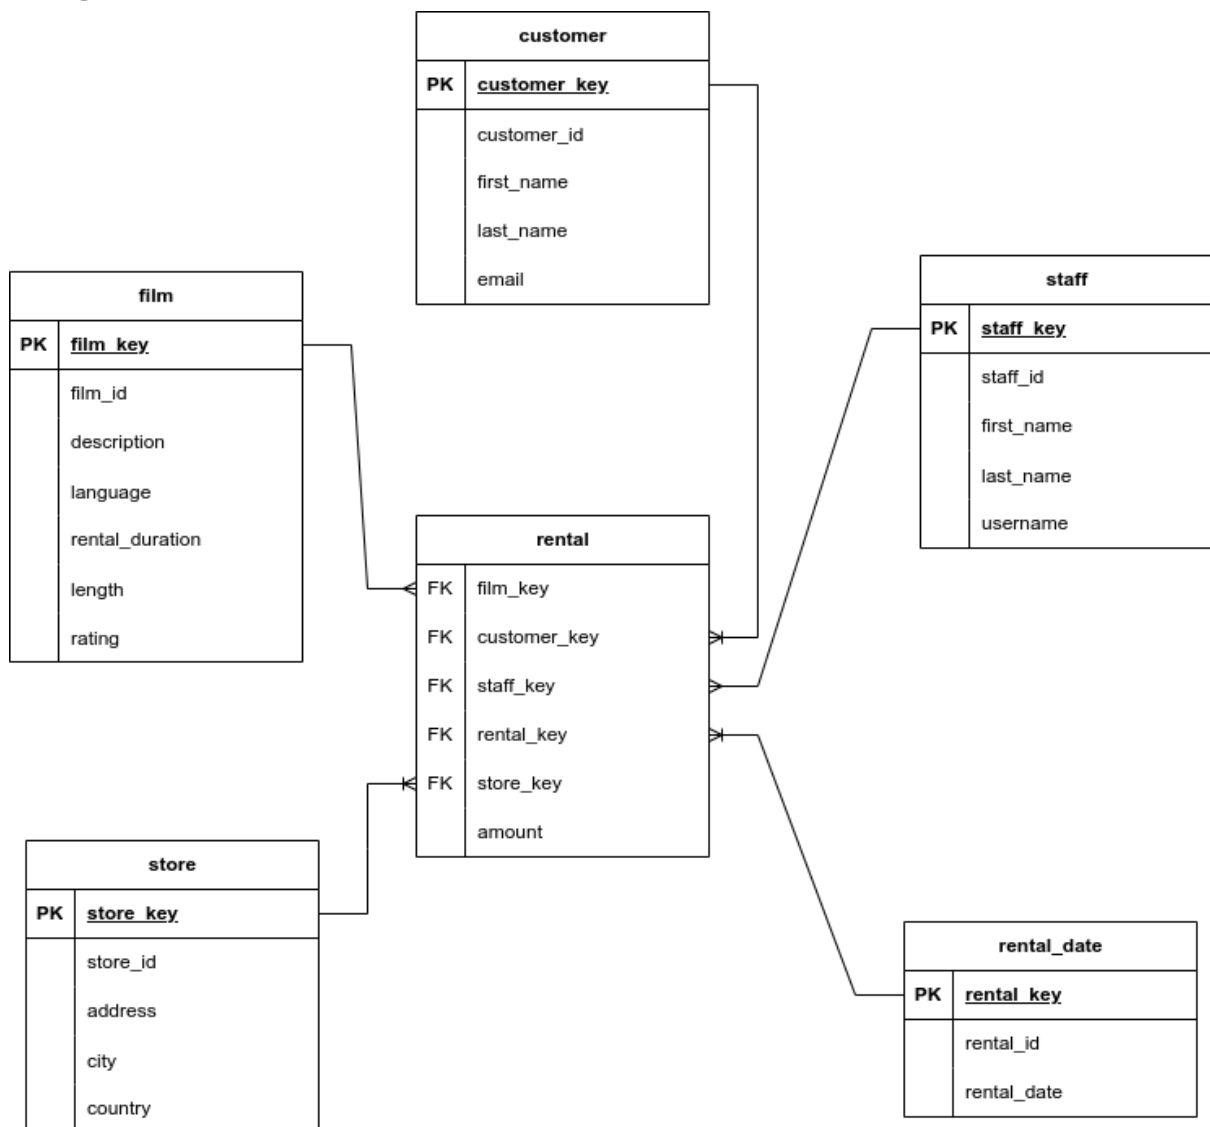 customer
PK customer_key
customer_id
first_name
last_name
email
film
PK film_key
film_id
description
language
rental_duration
length
rating
staff
PK staff_key
staff_id
first_name
last_name
username
rental
FK film_key
FK customer_key
FK staff_key
FK rental_key
FK store_key
amount
store
PK store_key
store_id
address
city
country
rental_date
PK rental_key
rental_id
rental_date